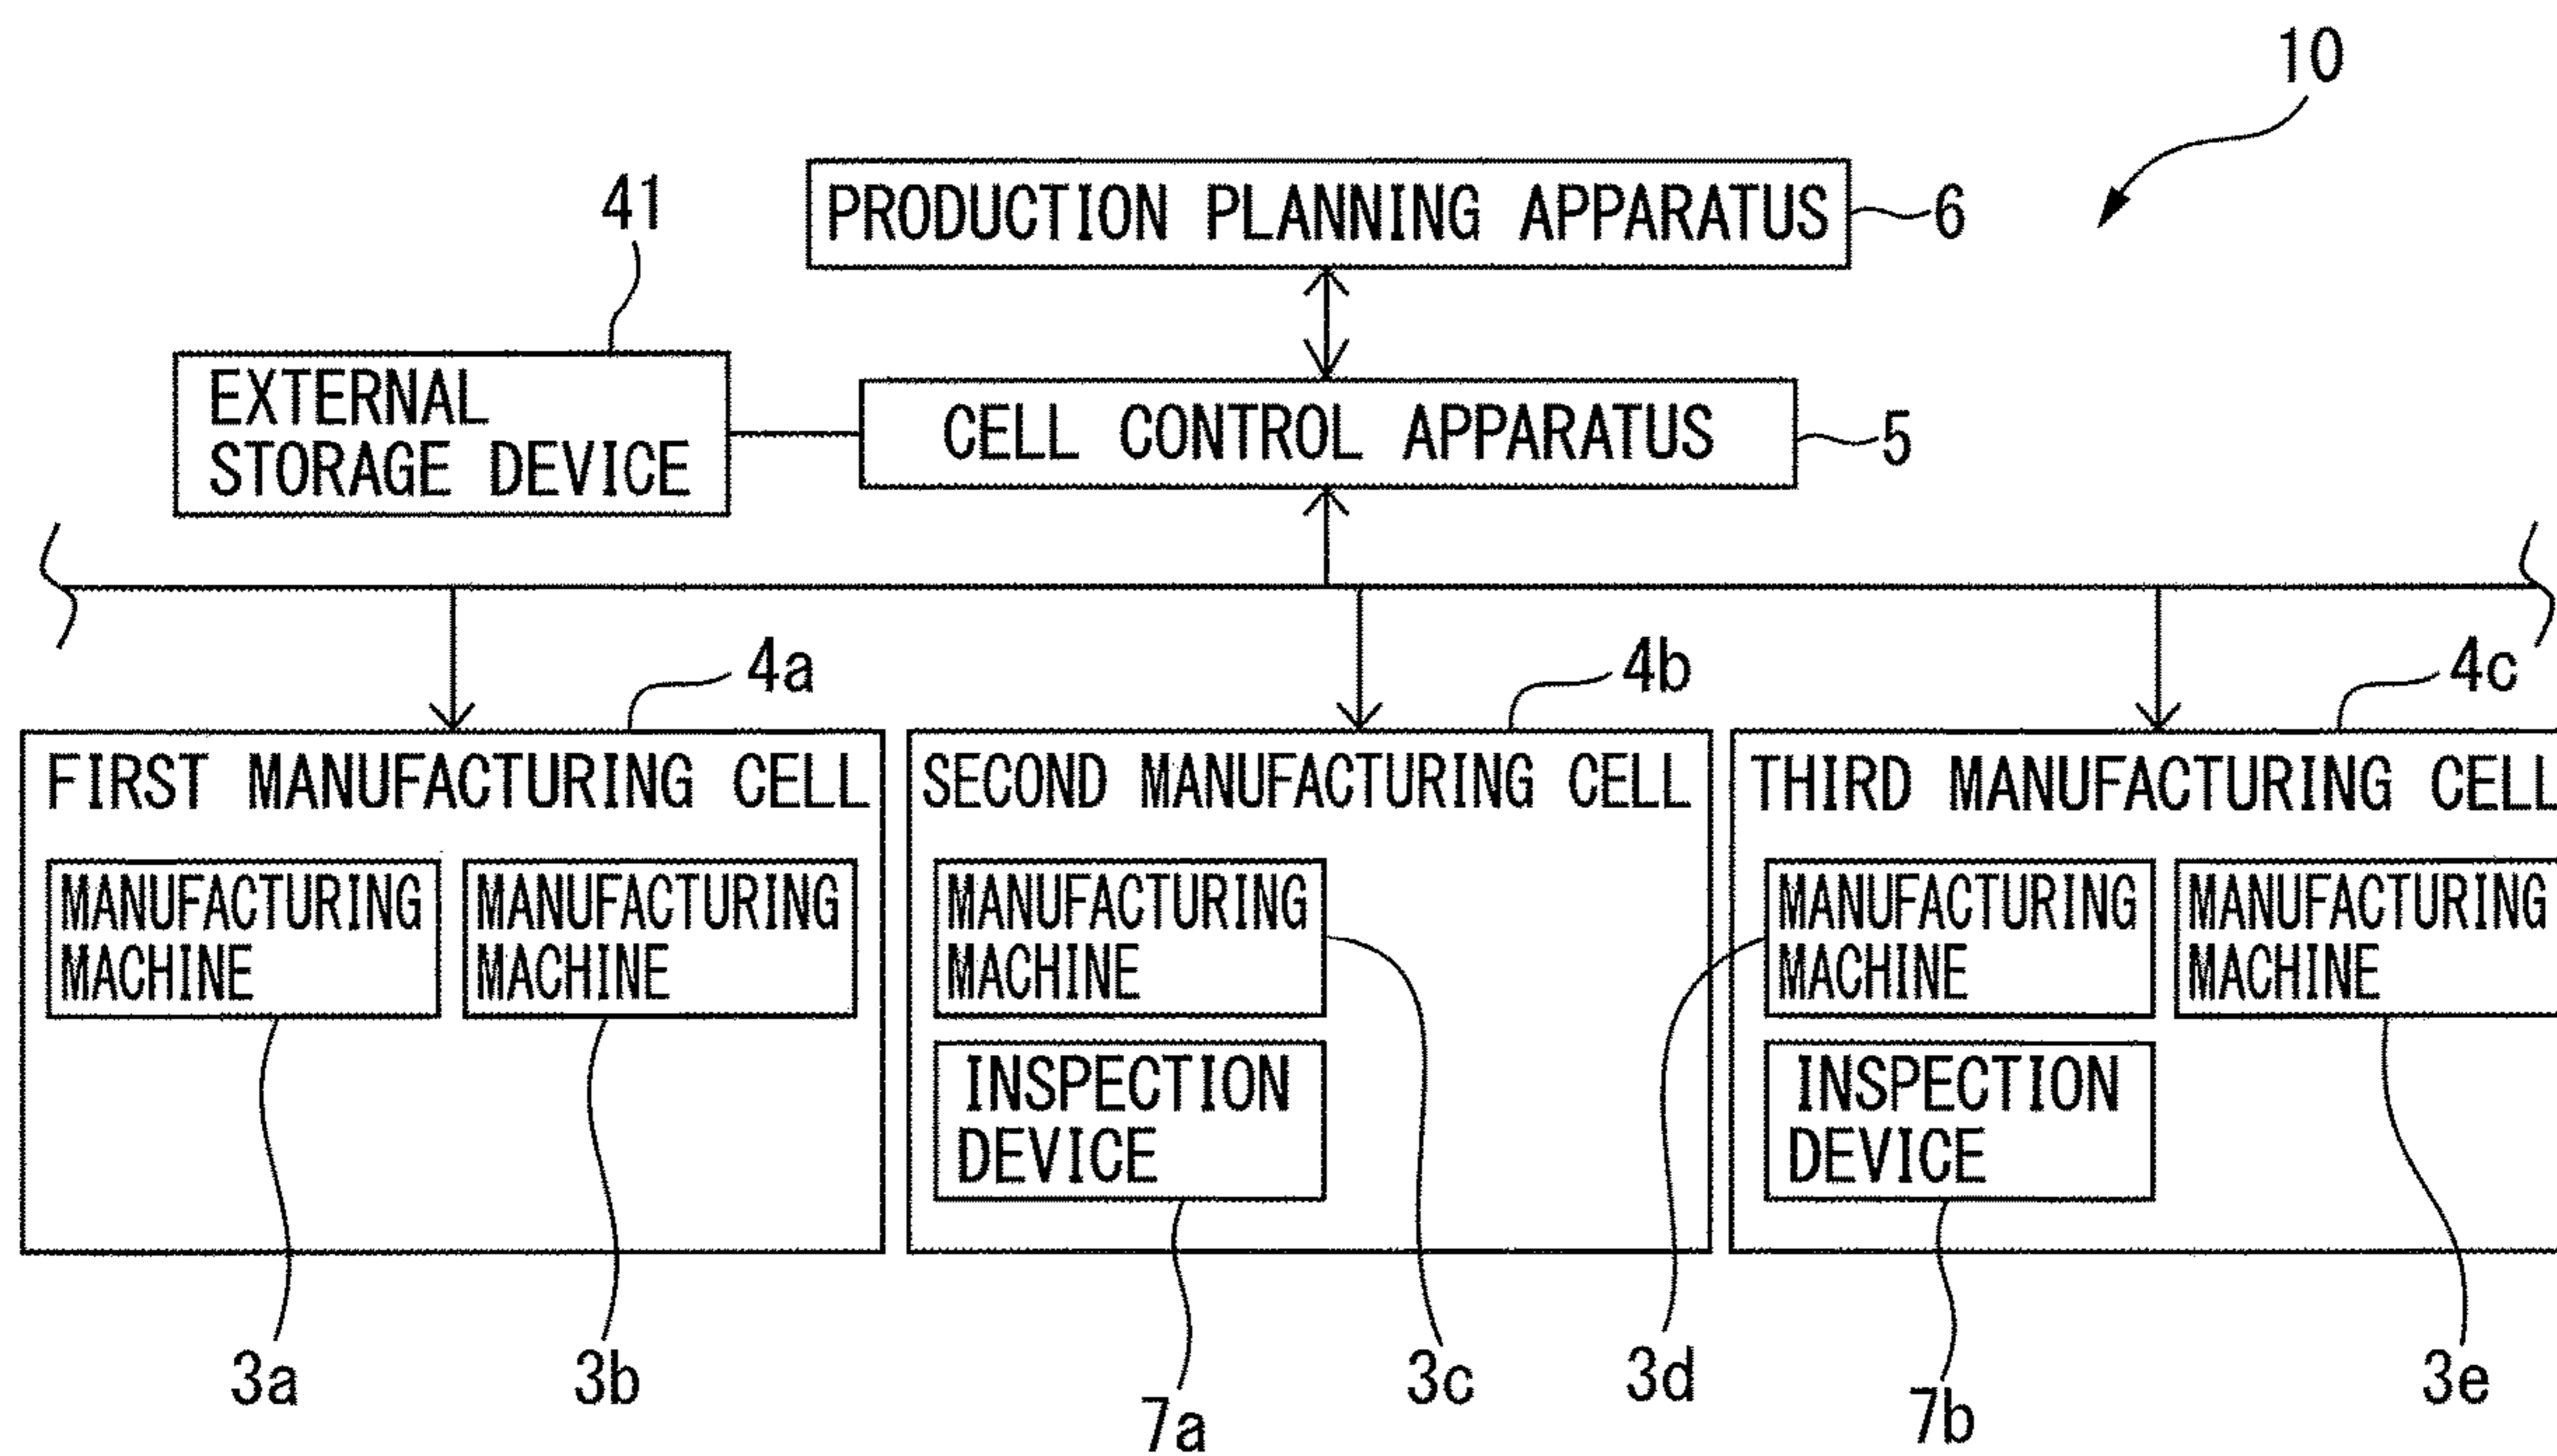 10
41
PRODUCTION PLANNING APPARATUS
6
EXTERNAL
STORAGE DEVICE
CELL CONTROL APPARATUS
5
4a
4b
4c
FIRST MANUFACTURING CELL
SECOND MANUFACTURING CELL
THIRD MANUFACTURING CELL
MANUFACTURING
MACHINE
MANUFACTURING
MACHINE
MANUFACTURING
MACHINE
MANUFACTURING
MACHINE
MANUFACTURING
MACHINE
INSPECTION
DEVICE
INSPECTION
DEVICE
3a
3b
7a
3c
3d
7b
3e